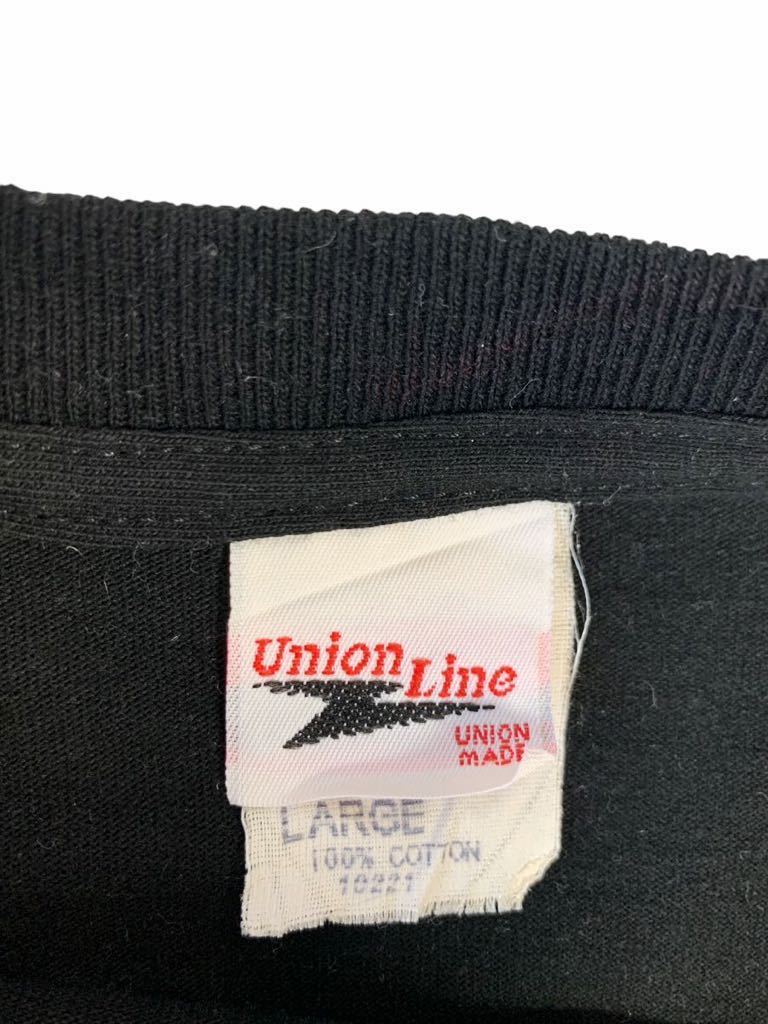 Union Line
UNION
MADE
LARGE
100% COTTON
10221